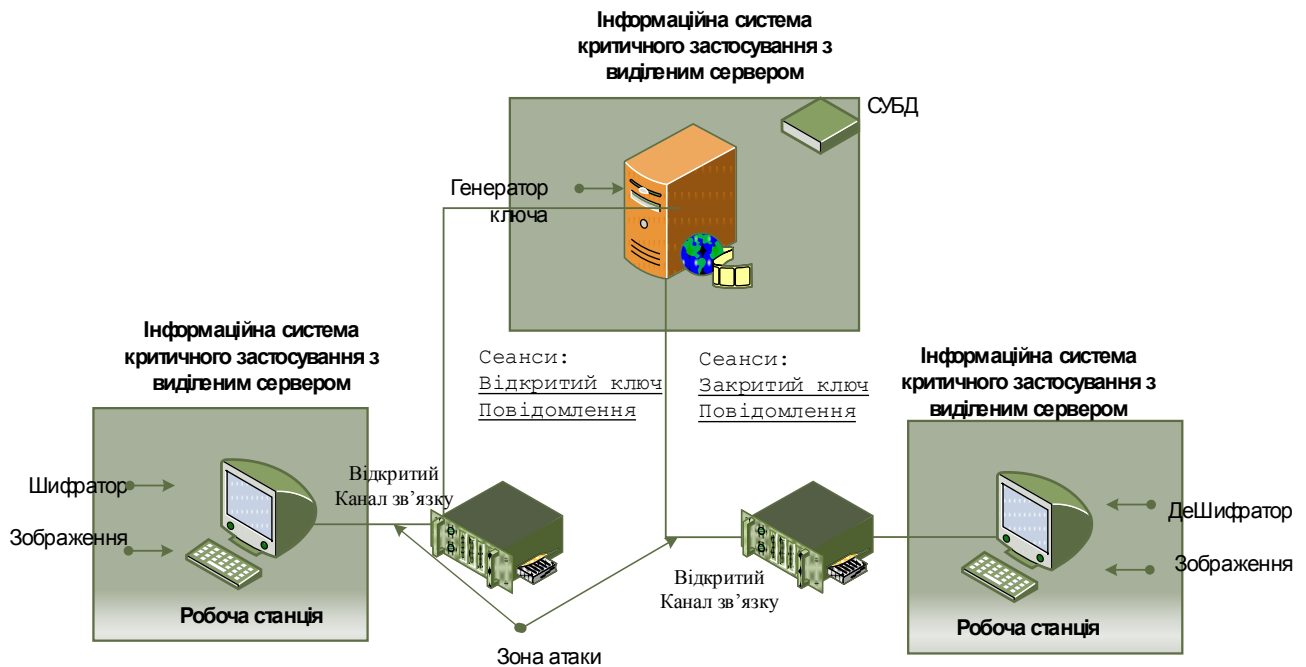 Інформаційна система
критичного застосування з
виділеним сервером
СУБД
Генератор
ключа
Інформаційна система
критичного застосування з
виділеним сервером
Сеанси:
Відкритий ключ
Повідомлення
Сеанси:
Закритий ключ
Повідомлення
Інформаційна система
критичного застосування з
виділеним сервером
Шифратор
Зображення
Відкритий
Канал зв’язку
Робоча станція
Відкритий
Канал зв’язку
ДеШифратор
Зображення
Робоча станція
Зона атаки